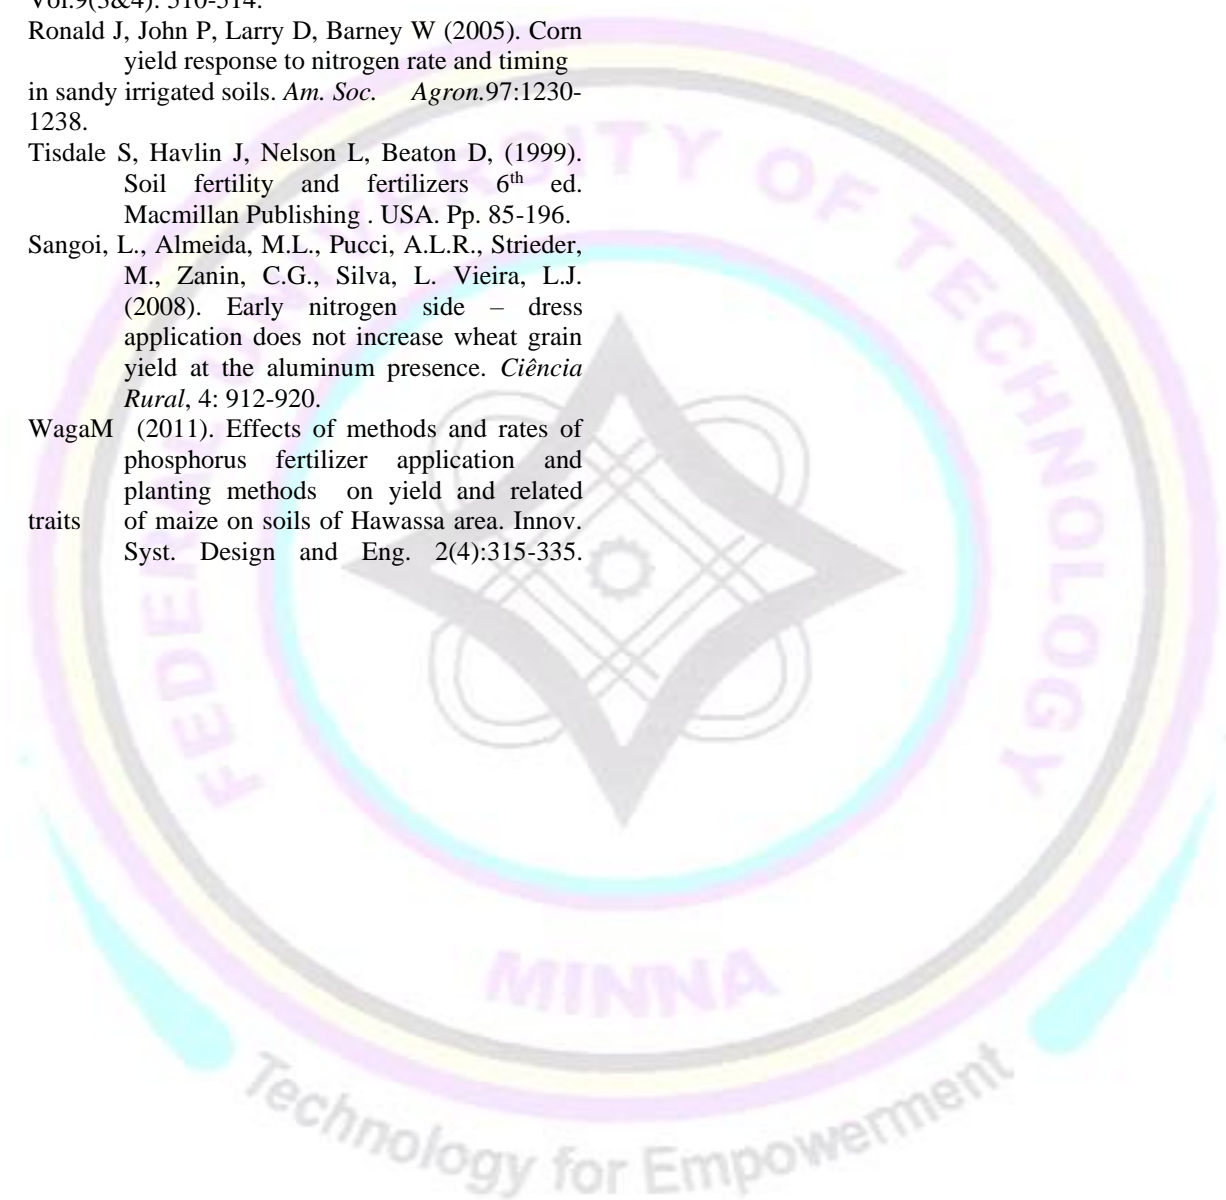 Vol.9(3&4): 510-514.
Ronald J, John P, Larry D, Barney W (2005). Corn
yield response to nitrogen rate and timing
in sandy irrigated soils. Am. Soc. Agron.97:1230-
1238.
Tisdale S, Havlin J, Nelson L, Beaton D, (1999).
Soil fertility and fertilizers 6th ed.
Macmillan Publishing . USA. Pp. 85-196.
Sangoi, L., Almeida, M.L., Pucci, A.L.R., Strieder,
M., Zanin, C.G., Silva, L. Vieira, L.J.
(2008). Early nitrogen side – dress
application does not increase wheat grain
yield at the aluminum presence. Ciência
Rural, 4: 912-920.
WagaM (2011). Effects of methods and rates of
phosphorus fertilizer application and
planting methods on yield and related
traits of maize on soils of Hawassa area. Innov.
Syst. Design and Eng. 2(4):315-335.
FEDERAL UNIVERSITY OF TECHNOLOGY
MINNA
Technology for Empowerment